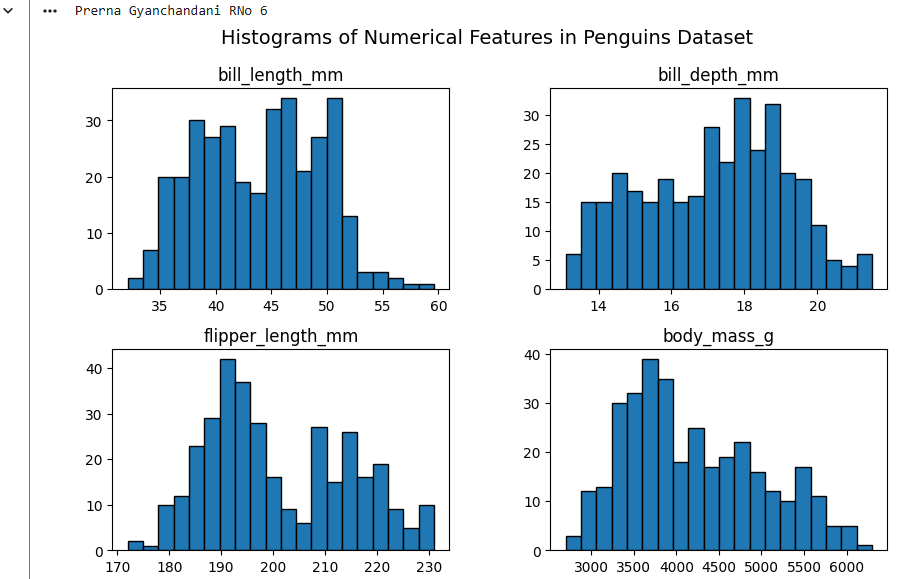 Prerna Gyanchandani RNo 6
Histograms of Numerical Features in Penguins Dataset
bill_length_mm
30
20
10
0
35 40 45 50 55 60
bill_depth_mm
30
25
20
15
10
5
0
14 16 18 20
flipper_length_mm
40
30
20
10
0
170 180 190 200 210 220 230
body_mass_g
40
30
20
10
0
3000 3500 4000 4500 5000 5500 6000